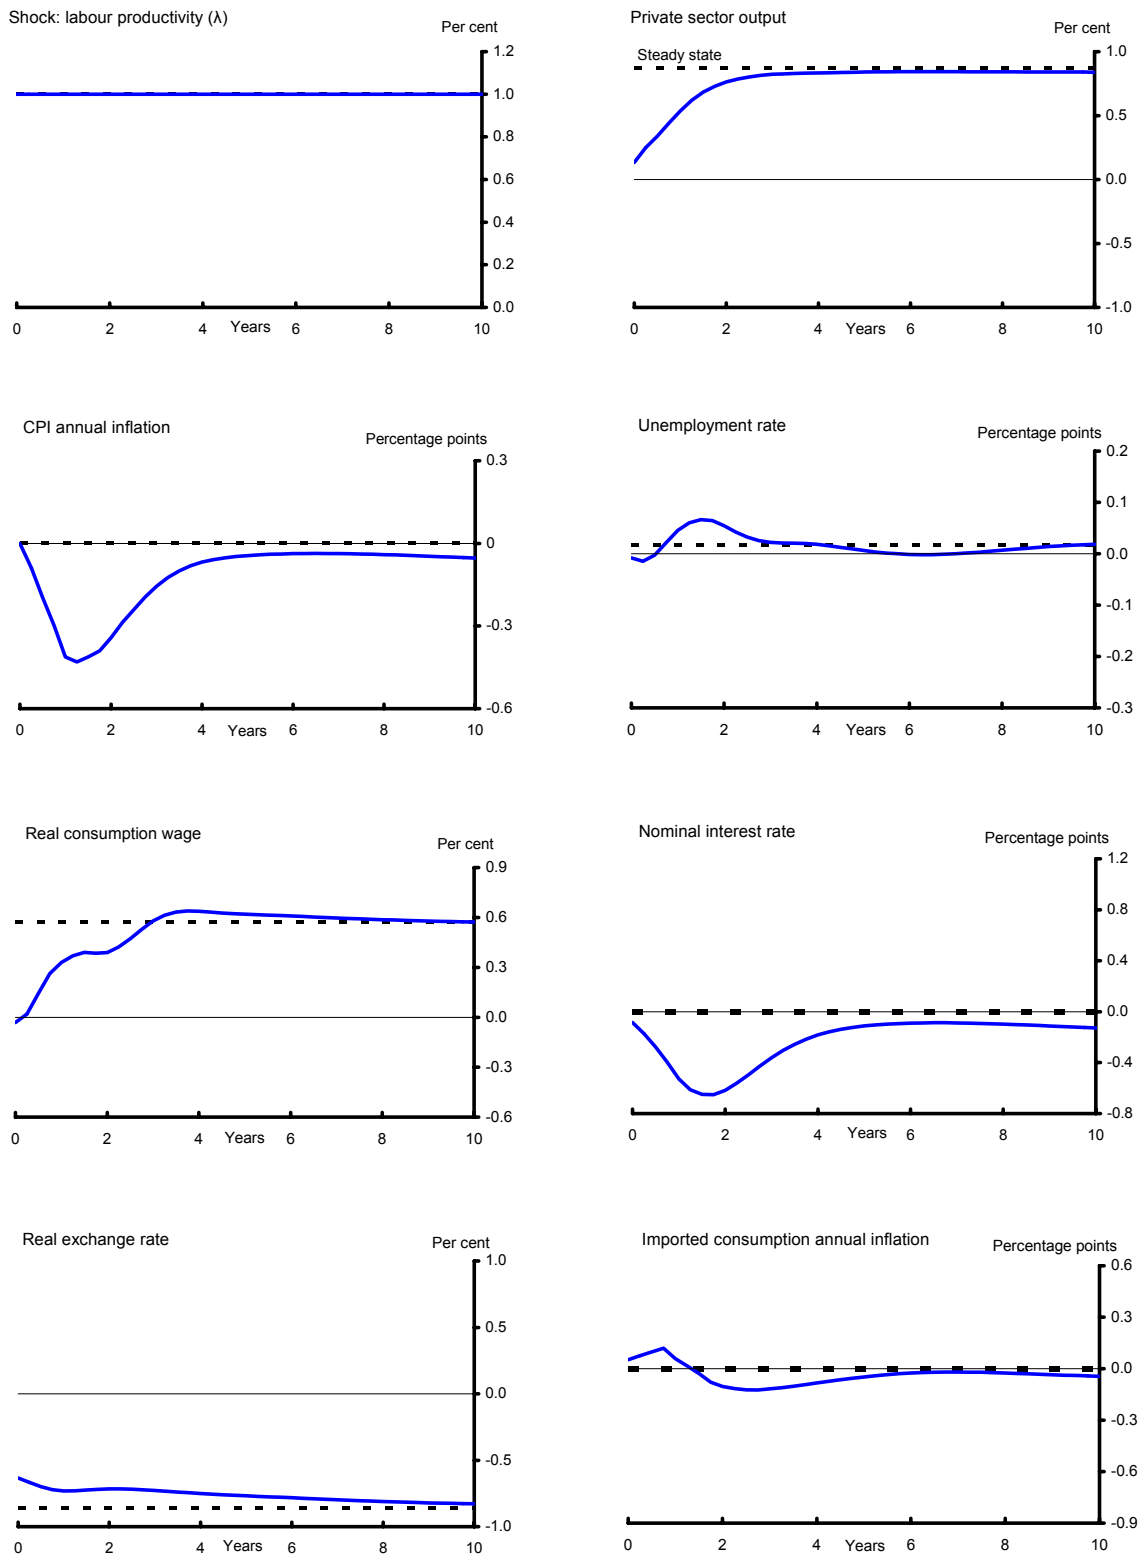 Shock: labour productivity (λ)
Per cent
1.2
1.0
0.8
0.6
0.4
0.2
0.0
0 2 4 Years 6 8 10
Private sector output
Per cent
Steady state
1.0
0.5
0.0
-0.5
-1.0
0 2 4 Years 6 8 10
CPI annual inflation
Percentage points
0.3
0
-0.3
-0.6
0 2 4 Years 6 8 10
Unemployment rate
Percentage points
0.2
0.1
0.0
-0.1
-0.2
-0.3
0 2 4 Years 6 8 10
Real consumption wage
Per cent
0.9
0.6
0.3
0.0
-0.3
-0.6
0 2 4 Years 6 8 10
Nominal interest rate
Percentage points
1.2
0.8
0.4
0.0
-0.4
-0.8
0 2 4 Years 6 8 10
Real exchange rate
Per cent
1.0
0.5
0.0
-0.5
-1.0
0 2 4 Years 6 8 10
Imported consumption annual inflation
Percentage points
0.6
0.3
0.0
-0.3
-0.6
-0.9
0 2 4 Years 6 8 10